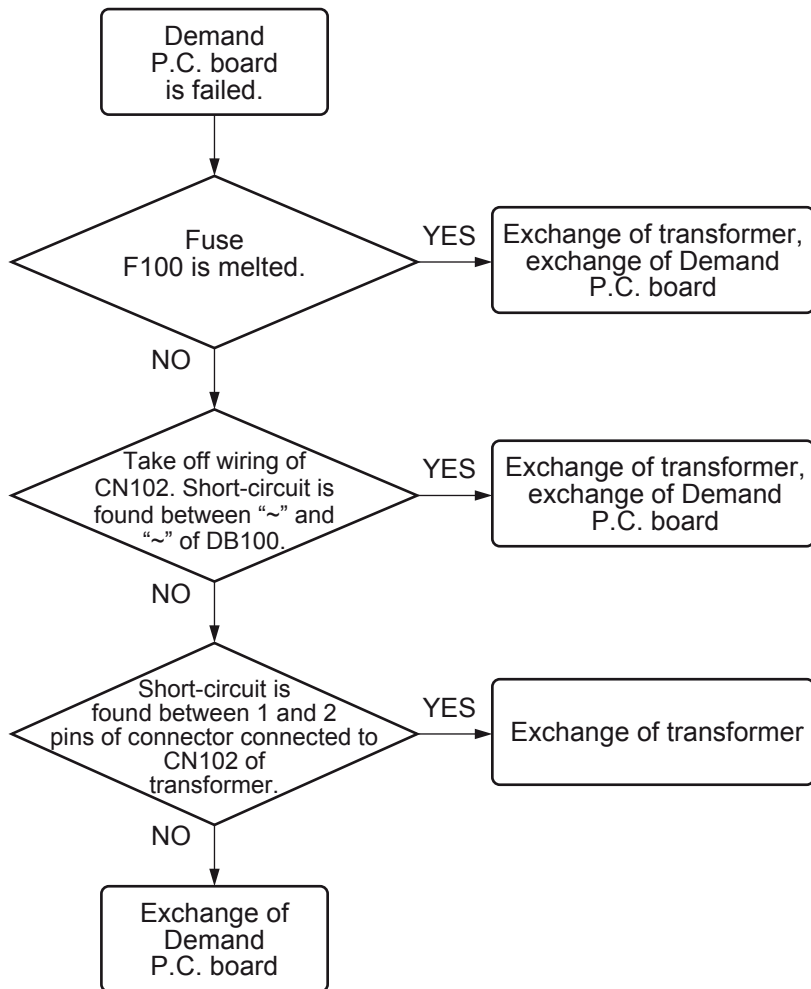 Demand
P.C. board
is failed.
Fuse
F100 is melted.
YES
Exchange of transformer,
exchange of Demand
P.C. board
NO
Take off wiring of
CN102. Short-circuit is
found between “~” and
“~” of DB100.
YES
Exchange of transformer,
exchange of Demand
P.C. board
NO
Short-circuit is
found between 1 and 2
pins of connector connected to
CN102 of
transformer.
YES
Exchange of transformer
NO
Exchange of
Demand
P.C. board